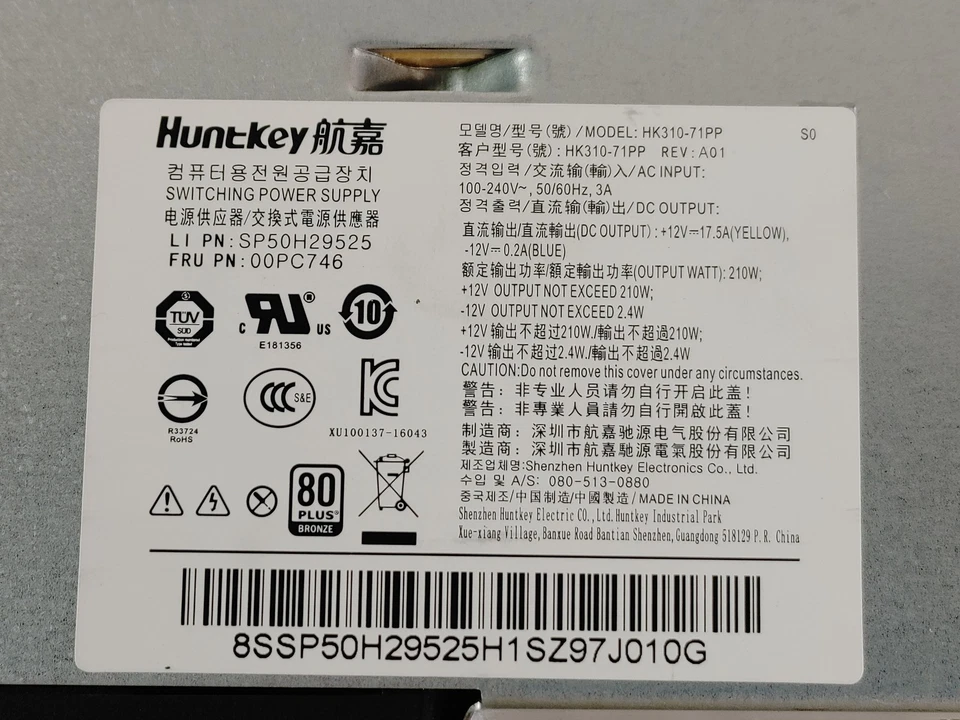 Huntkey 航嘉
컴퓨터용전원공급장치
SWITCHING POWER SUPPLY
电源供应器/交換式電源供應器
LI PN: SP50H29525
FRU PN: 00PC746
TÜV
SÜD
Production monitored
Type tested
c RU us
E181356
10
R33724
RoHS
CCC S&E
KC
XU100137-16043
80
PLUS
BRONZE
모델명/型号(號)/MODEL: HK310-71PP S0
客户型号(號): HK310-71PP REV: A01
정격입력/交流输(輸)入/AC INPUT:
100-240V~, 50/60Hz, 3A
정격출력/直流输(輸)出/DC OUTPUT:
直流输出/直流輸出(DC OUTPUT): +12V⎓17.5A(YELLOW),
-12V⎓0.2A(BLUE)
额定输出功率/額定輸出功率(OUTPUT WATT): 210W;
+12V OUTPUT NOT EXCEED 210W;
-12V OUTPUT NOT EXCEED 2.4W
+12V 输出不超过210W./輸出不超過210W;
-12V 输出不超过2.4W./輸出不超過2.4W
CAUTION:Do not remove this cover under any circumstances.
警告: 非专业人员请勿自行开启此盖!
警告: 非專業人員請勿自行開啟此蓋!
制造商: 深圳市航嘉驰源电气股份有限公司
製造商: 深圳市航嘉馳源電氣股份有限公司
제조업체명:Shenzhen Huntkey Electronics Co., Ltd.
수입 및 A/S: 080-513-0880
중국제조/中国制造/中國製造/MADE IN CHINA
Shenzhen Huntkey Electric CO.,Ltd.Huntkey Industrial Park
Xue-xiang Village,Banxue Road Bantian Shenzhen,Guangdong 518129 P.R. China
8SSP50H29525H1SZ97J010G